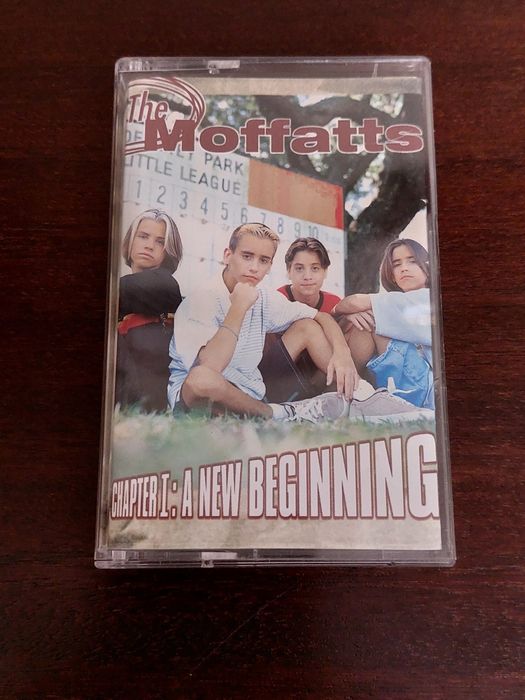 The
Moffatts
PARK
LITTLE LEAGUE
1 2 3 4 5 6 7 8 9 10
CHAPTER I: A NEW BEGINNING